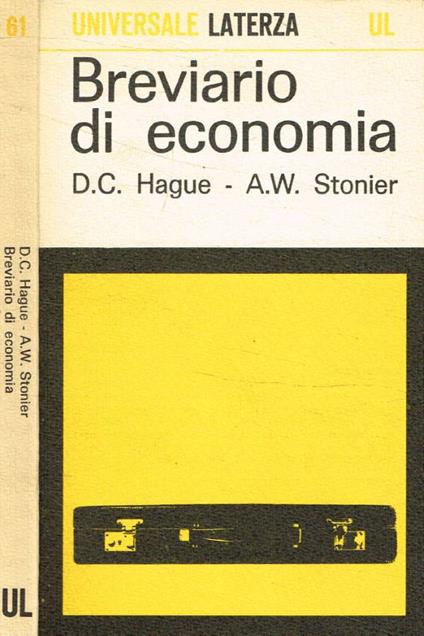 61
UNIVERSALE LATERZA UL
Breviario
di economia
D.C. Hague - A.W. Stonier
D.C. Hague - A.W. Stonier
Breviario di economia
UL